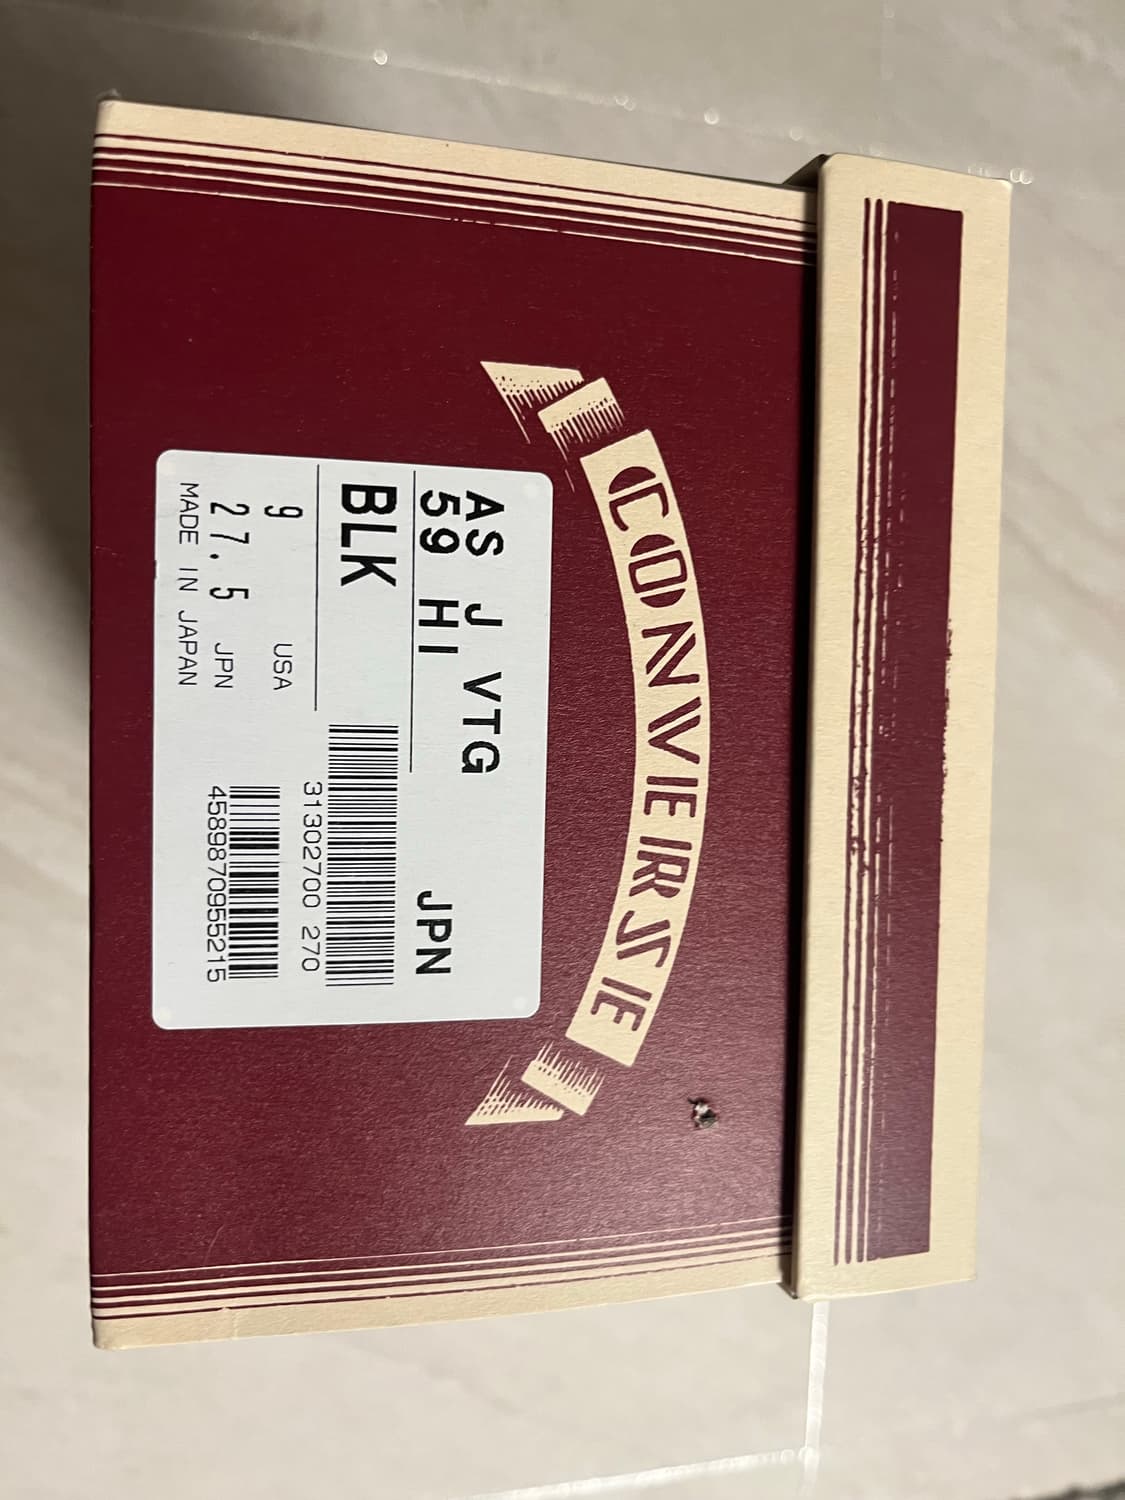 CONVERSE
AS J VTG
59 HI JPN
BLK
31302700 270
9 USA
27.5 JPN
4589870955215
MADE IN JAPAN